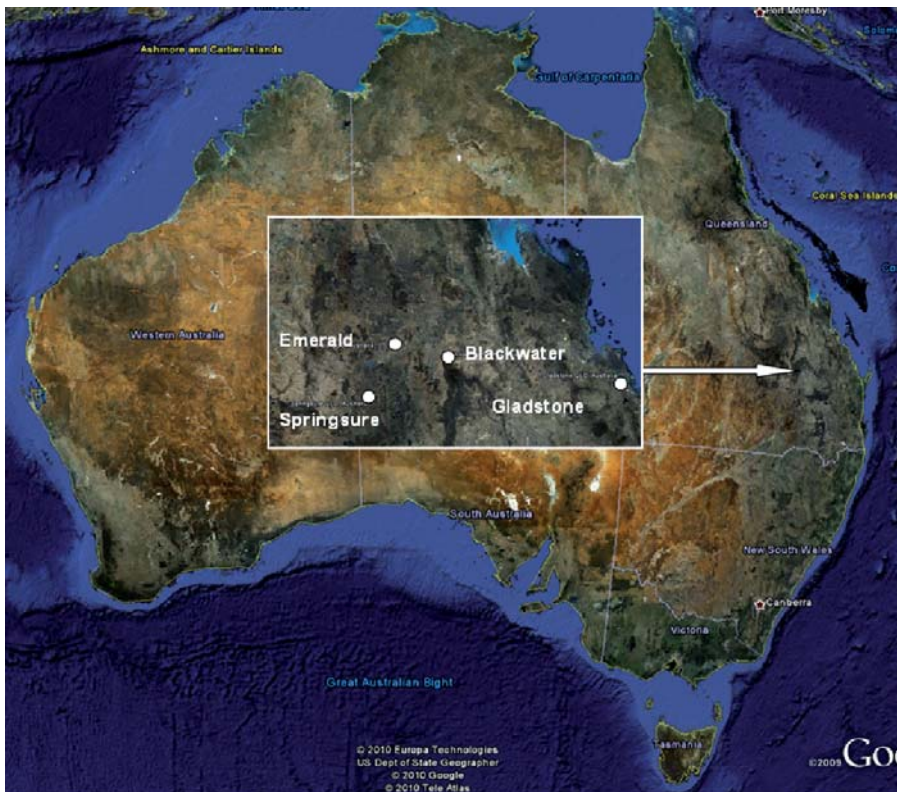 Port Moresby
Ashmore and Cartier Islands
Gulf of Carpentaria
Coral Sea Islands
Queensland
Western Australia
Emerald
Blackwater
Springsure
Gladstone
South Australia
New South Wales
Canberra
Victoria
Great Australian Bight
Tasmania
© 2010 Europa Technologies
US Dept of State Geographer
© 2010 Google
© 2010 Tele Atlas
©2009 Goo